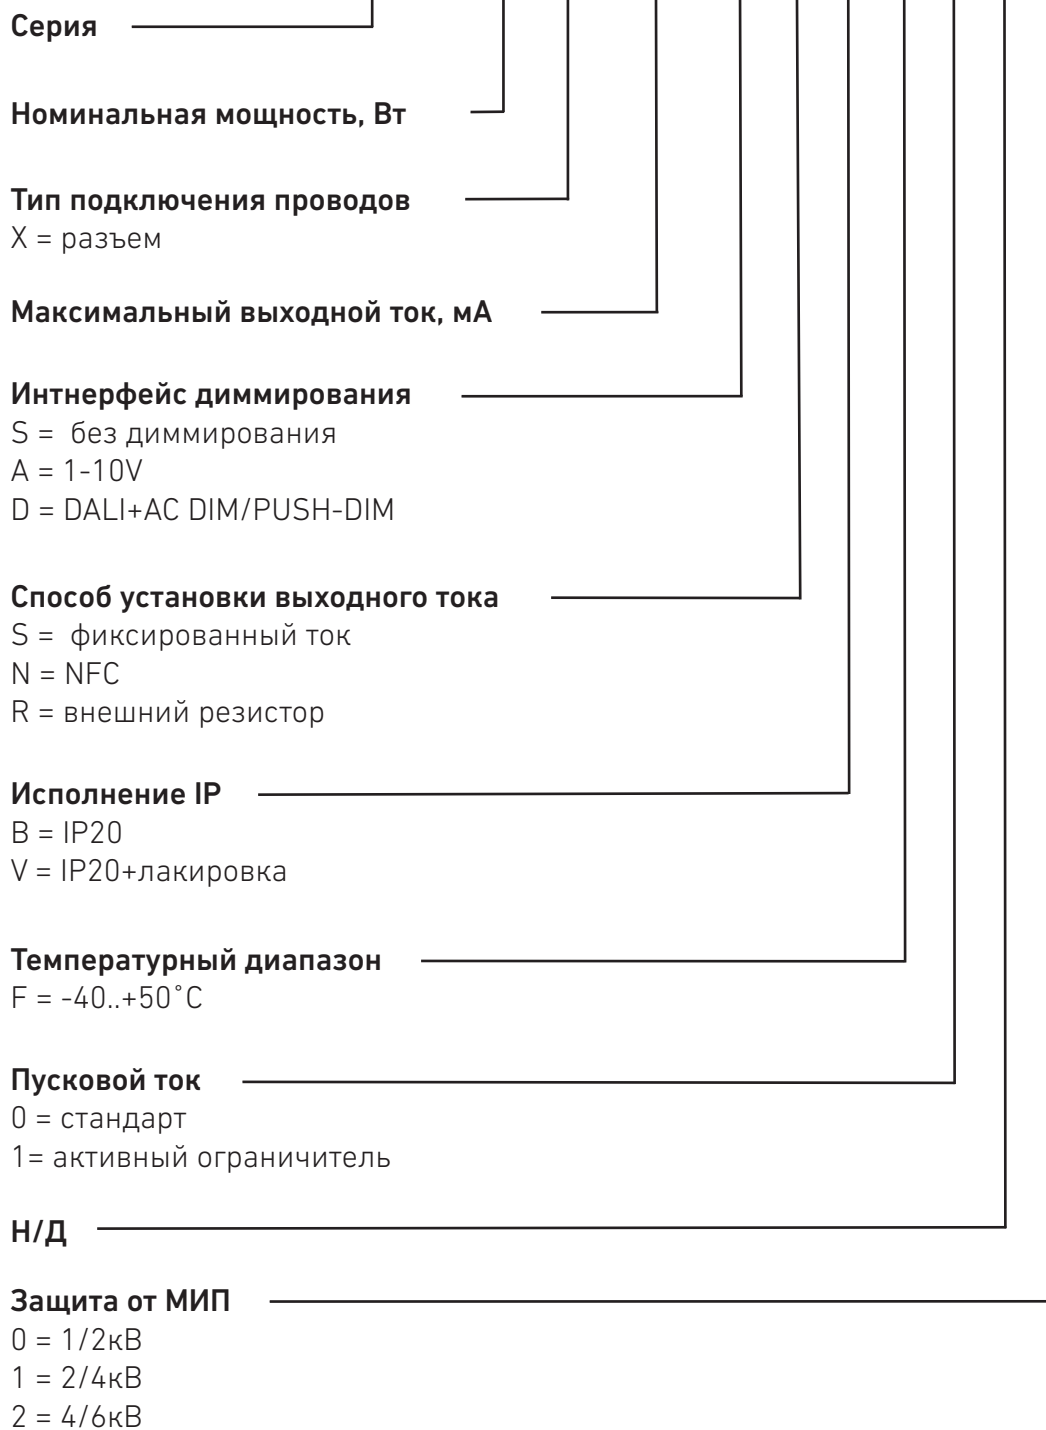 Серия
Номинальная мощность, Вт
Тип подключения проводов
X = разъем
Максимальный выходной ток, мА
Интнерфейс диммирования
S = без диммирования
A = 1-10V
D = DALI+AC DIM/PUSH-DIM
Способ установки выходного тока
S = фиксированный ток
N = NFC
R = внешний резистор
Исполнение IP
B = IP20
V = IP20+лакировка
Температурный диапазон
F = -40..+50˚C
Пусковой ток
0 = стандарт
1= активный ограничитель
Н/Д
Защита от МИП
0 = 1/2кВ
1 = 2/4кВ
2 = 4/6кВ